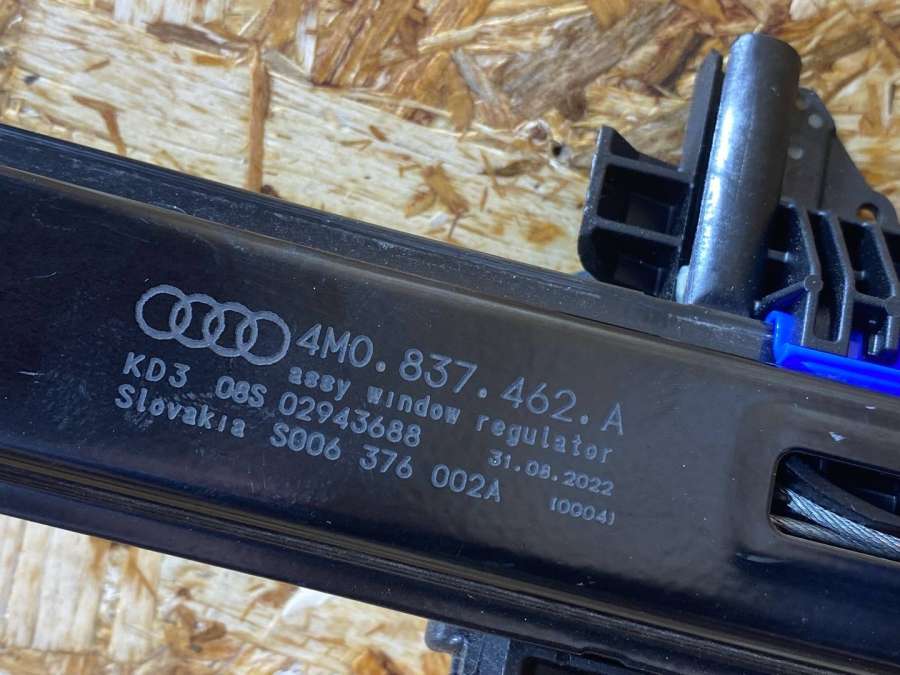 4M0.837.462.A
assy window regulator
KD3 08S 02943688
31.08.2022
Slovakia S006 376 002A
[0004]